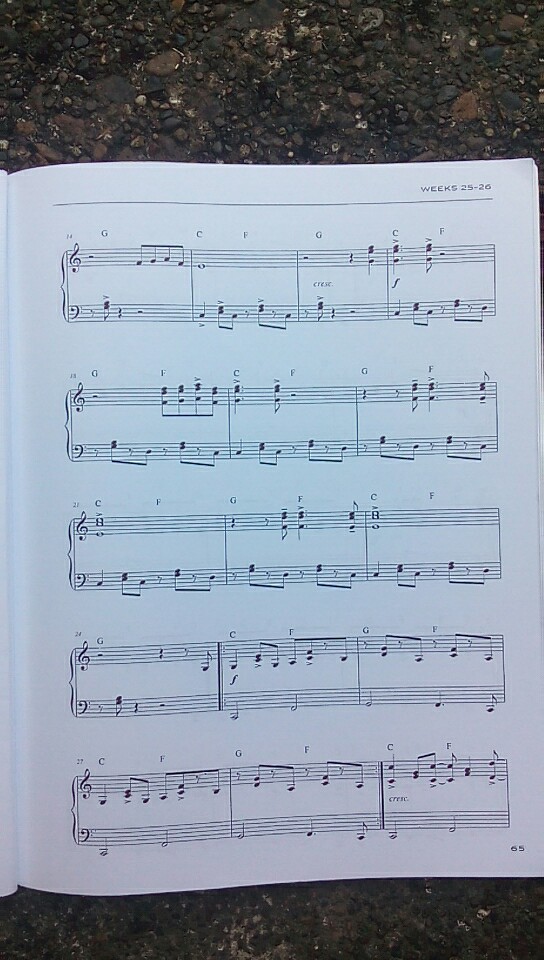 WEEKS 25-26
14 G C F G C F
cresc. f
18 G F C F G F
21 C F G F C F
24 G C F G F
f
27 C F G F C F
cresc.
65